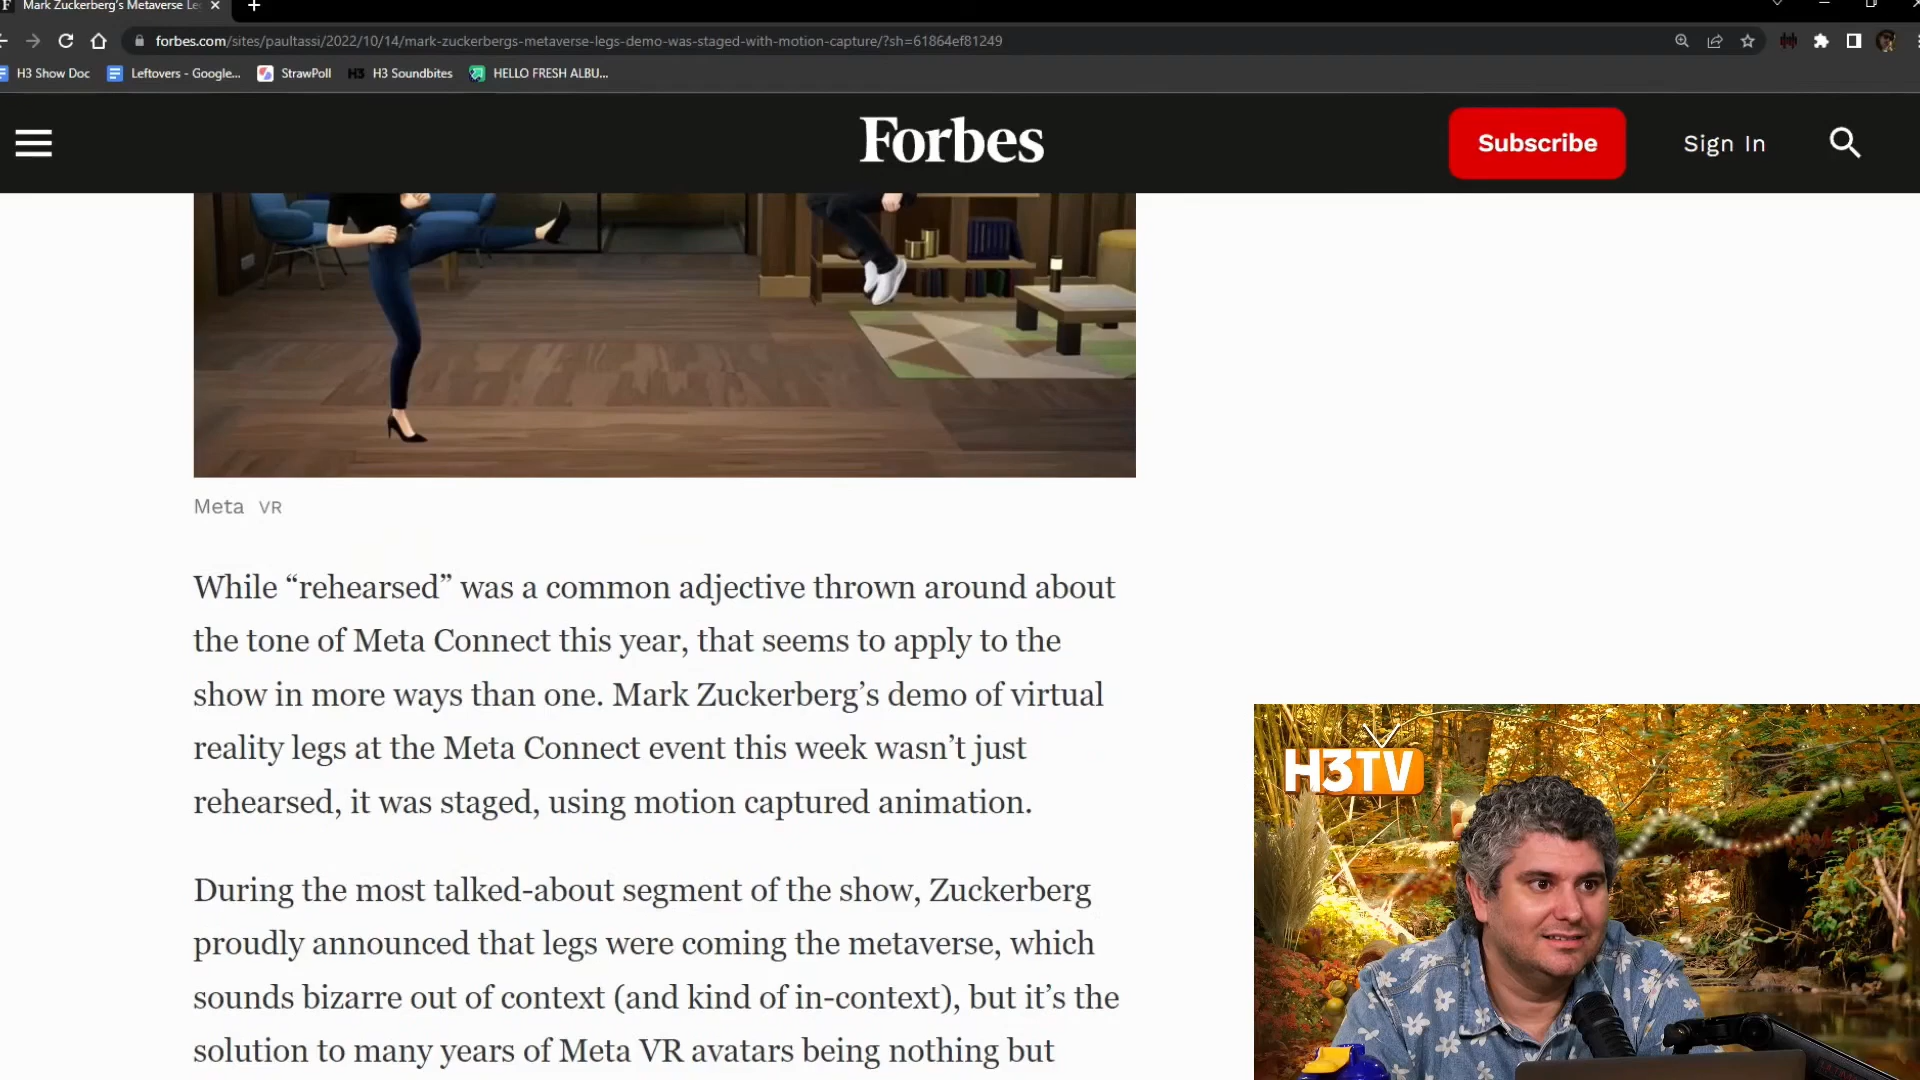 Mark Zuckerberg's Metaverse Le
forbes.com/sites/paultassi/2022/10/14/mark-zuckerbergs-metaverse-legs-demo-was-staged-with-motion-capture/?sh=61864ef81249
H3 Show Doc
Leftovers - Google...
StrawPoll
H3 H3 Soundbites
HELLO FRESH ALBU...
Forbes
Subscribe
Sign In
Meta VR
While “rehearsed” was a common adjective thrown around about
the tone of Meta Connect this year, that seems to apply to the
show in more ways than one. Mark Zuckerberg’s demo of virtual
reality legs at the Meta Connect event this week wasn’t just
rehearsed, it was staged, using motion captured animation.
During the most talked-about segment of the show, Zuckerberg
proudly announced that legs were coming the metaverse, which
sounds bizarre out of context (and kind of in-context), but it’s the
solution to many years of Meta VR avatars being nothing but
H3TV